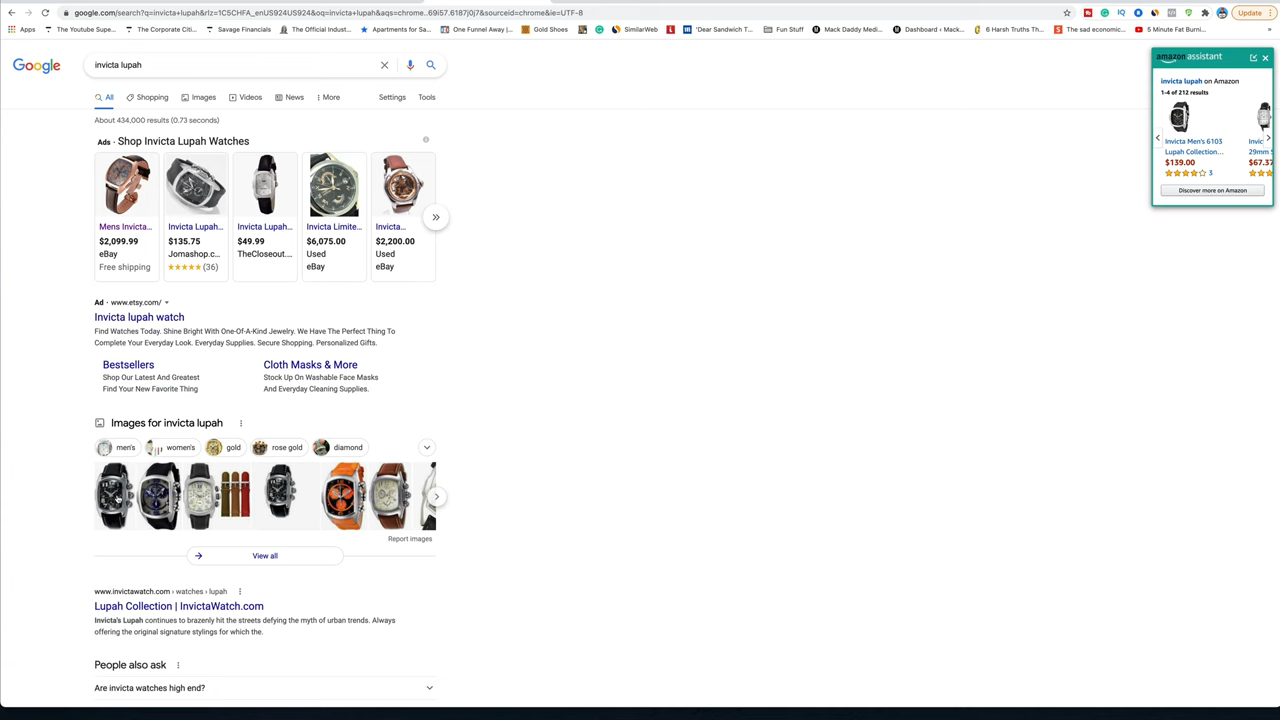 google.com/search?q=invicta+lupah&rlz=1C5CHFA_enUS924US924&oq=invicta+lupah&aqs=chrome..69i57.6187j0j7&sourceid=chrome&ie=UTF-8
Update
Apps
The Youtube Supe...
The Corporate Citi...
Savage Financials
The Official Indust...
Apartments for Sa...
One Funnel Away |...
Gold Shoes
SimilarWeb
'Dear Sandwich T...
Fun Stuff
Mack Daddy Medi...
Dashboard ‹ Mack...
6 Harsh Truths Th...
The sad economic...
5 Minute Fat Burni...
Google
invicta lupah
All
Shopping
Images
Videos
News
More
Settings
Tools
About 434,000 results (0.73 seconds)
Ads · Shop Invicta Lupah Watches
Mens Invicta...
$2,099.99
eBay
Free shipping
Invicta Lupah...
$135.75
Jomashop.c...
(36)
Invicta Lupah...
$49.99
TheCloseout....
Invicta Limite...
$6,075.00
Used
eBay
Invicta...
$2,200.00
Used
eBay
Ad · www.etsy.com/
Invicta lupah watch
Find Watches Today. Shine Bright With One-Of-A-Kind Jewelry. We Have The Perfect Thing To
Complete Your Everyday Look. Everyday Supplies. Secure Shopping. Personalized Gifts.
Bestsellers
Shop Our Latest And Greatest
Find Your New Favorite Thing
Cloth Masks & More
Stock Up On Washable Face Masks
And Everyday Cleaning Supplies.
Images for invicta lupah
men's
women's
gold
rose gold
diamond
Report images
View all
www.invictawatch.com › watches › lupah
Lupah Collection | InvictaWatch.com
Invicta's Lupah continues to brazenly hit the streets defying the myth of urban trends. Always
offering the original signature stylings for which the.
People also ask
Are invicta watches high end?
amazon assistant
invicta lupah on Amazon
1-4 of 212 results
Invicta Men's 6103
Lupah Collection...
$139.00
3
Invic
29mm S
$67.37
Discover more on Amazon